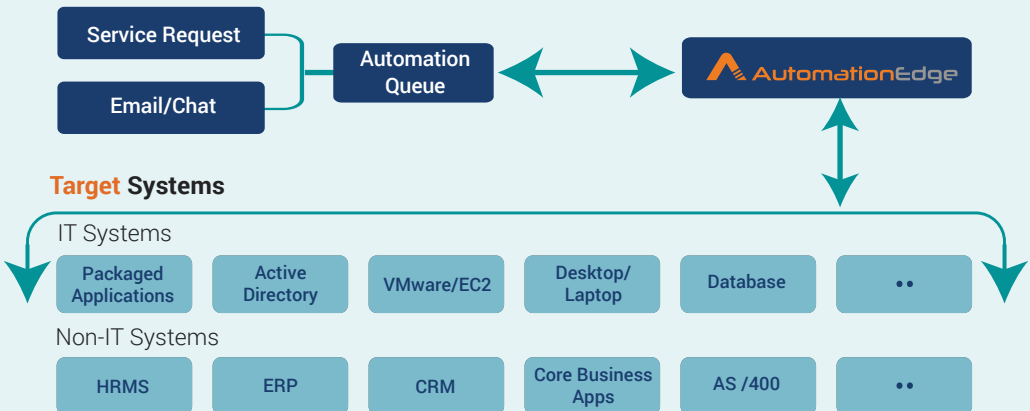 Service Request
Email/Chat
Automation
Queue
AutomationEdge
Target Systems
IT Systems
Packaged
Applications
Active
Directory
VMware/EC2
Desktop/
Laptop
Database
••
Non-IT Systems
HRMS
ERP
CRM
Core Business
Apps
AS /400
••